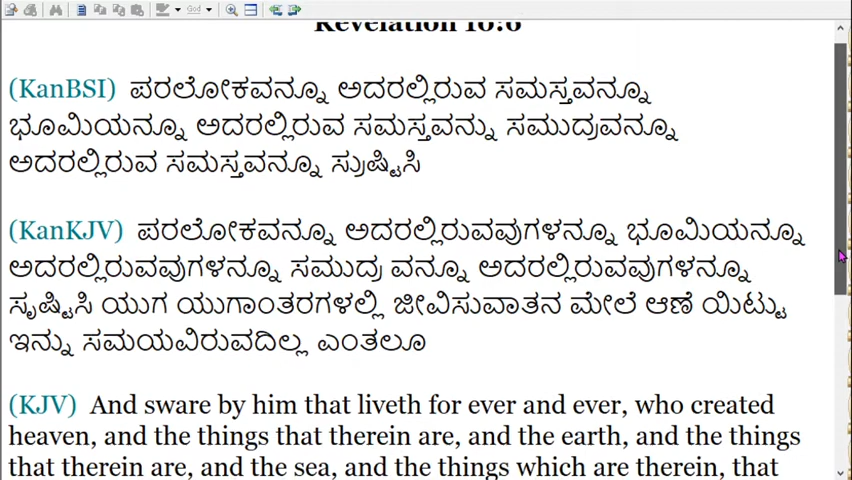 Revelation 10:6
(KanBSI) ಪರಲೋಕವನ್ನೂ ಅದರಲ್ಲಿರುವ ಸಮಸ್ತವನ್ನೂ
ಭೂಮಿಯನ್ನೂ ಅದರಲ್ಲಿರುವ ಸಮಸ್ತವನ್ನು ಸಮುದ್ರವನ್ನೂ
ಅದರಲ್ಲಿರುವ ಸಮಸ್ತವನ್ನೂ ಸ್ರುಷ್ಟಿಸಿ
(KanKJV) ಪರಲೋಕವನ್ನೂ ಅದರಲ್ಲಿರುವವುಗಳನ್ನೂ ಭೂಮಿಯನ್ನೂ
ಅದರಲ್ಲಿರುವವುಗಳನ್ನೂ ಸಮುದ್ರ ವನ್ನೂ ಅದರಲ್ಲಿರುವವುಗಳನ್ನೂ
ಸೃಷ್ಟಿಸಿ ಯುಗ ಯುಗಾಂತರಗಳಲ್ಲಿ ಜೀವಿಸುವಾತನ ಮೇಲೆ ಆಣೆ ಯಿಟ್ಟು
ಇನ್ನು ಸಮಯವಿರುವದಿಲ್ಲ ಎಂತಲೂ
(KJV) And sware by him that liveth for ever and ever, who created
heaven, and the things that therein are, and the earth, and the things
that therein are, and the sea, and the things which are therein, that